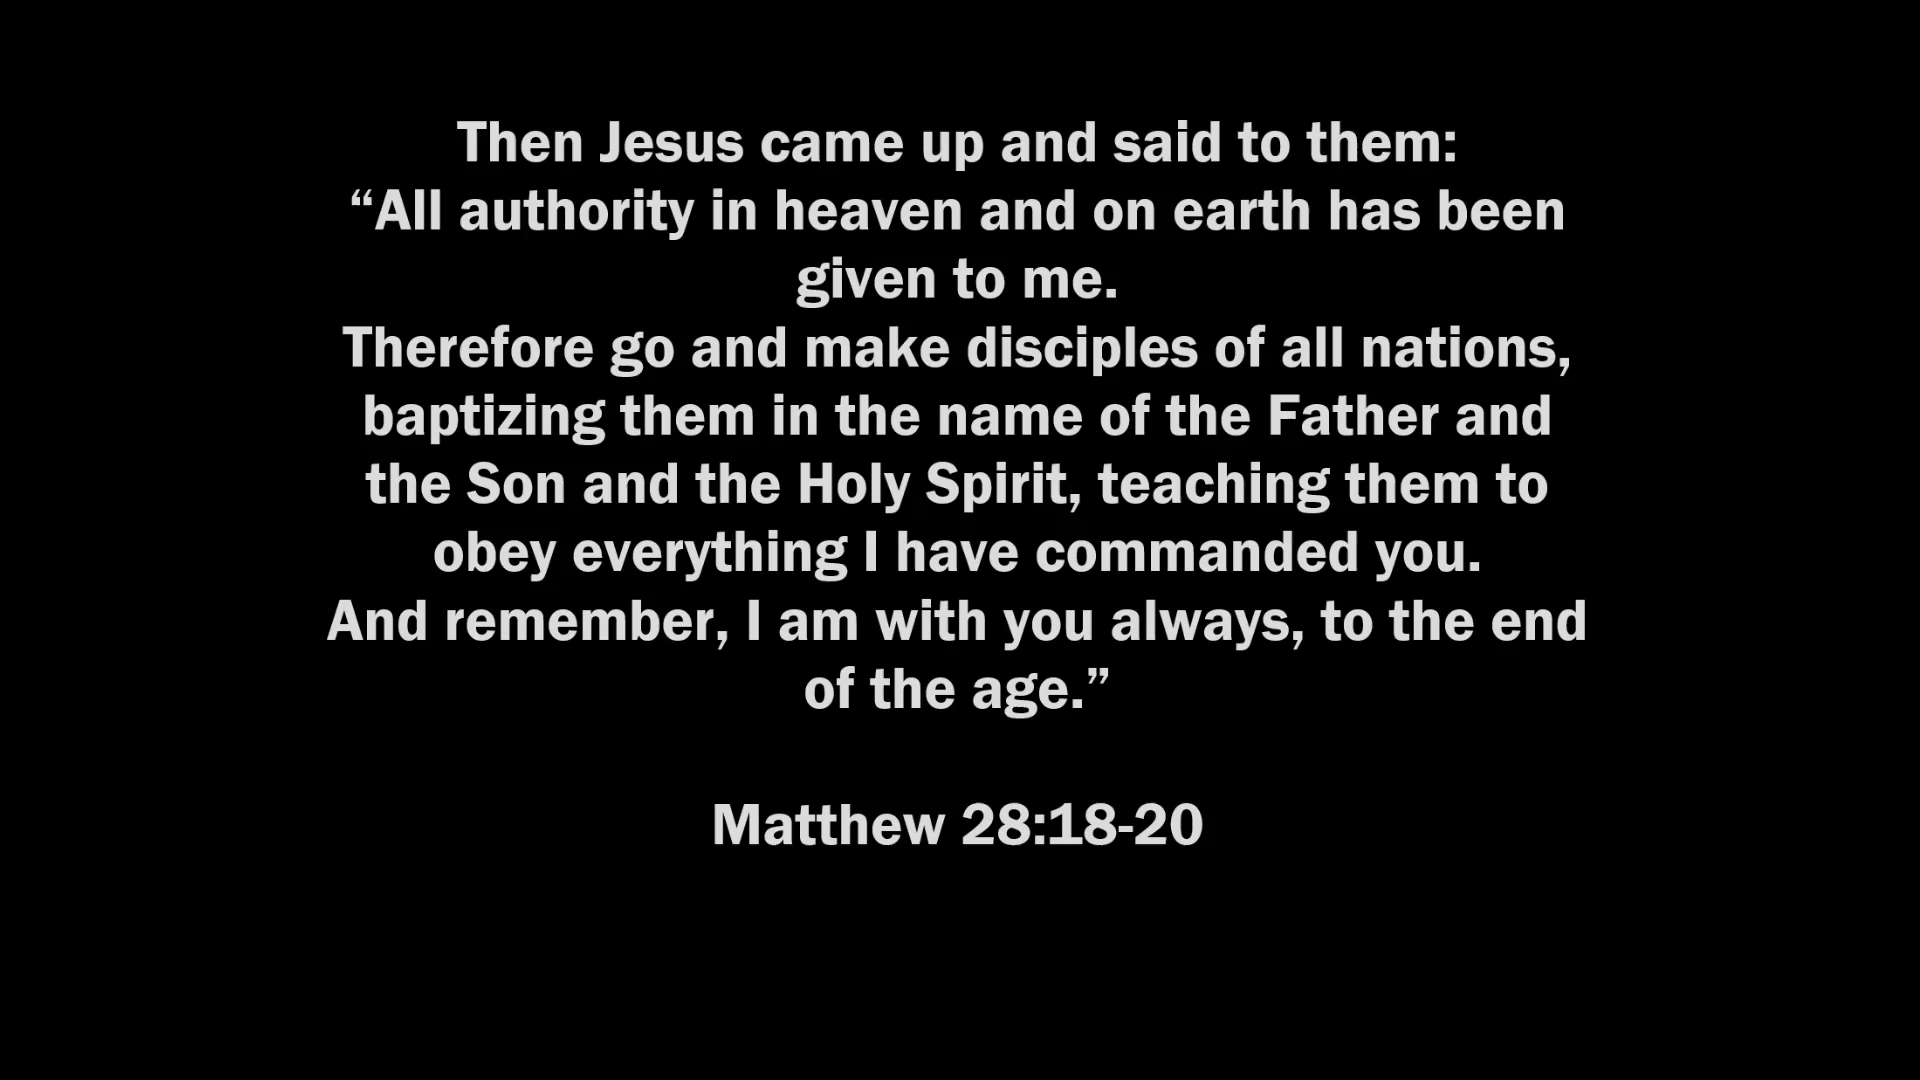 Then Jesus came up and said to them:
“All authority in heaven and on earth has been
given to me.
Therefore go and make disciples of all nations,
baptizing them in the name of the Father and
the Son and the Holy Spirit, teaching them to
obey everything I have commanded you.
And remember, I am with you always, to the end
of the age.”
Matthew 28:18-20